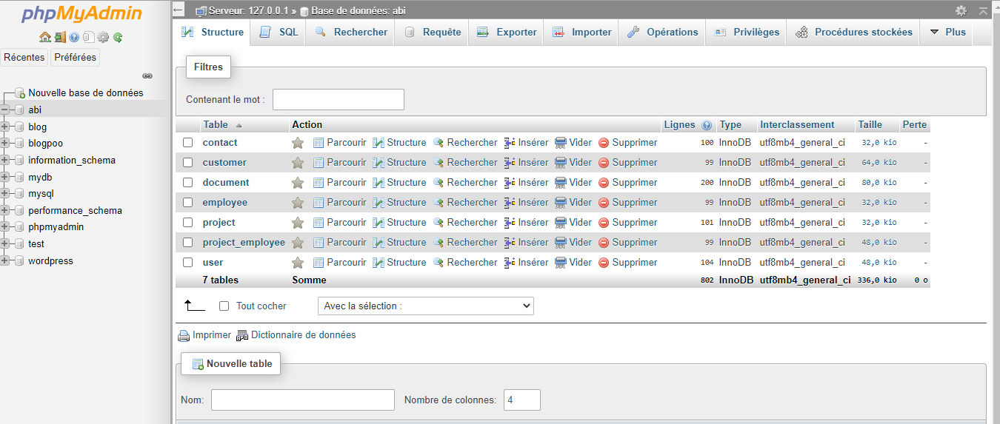 phpMyAdmin
Récentes Préférées
Nouvelle base de données
abi
blog
blogpoo
information_schema
mydb
mysql
performance_schema
phpmyadmin
test
wordpress
Serveur: 127.0.0.1 » Base de données: abi
Structure SQL Rechercher Requête Exporter Importer Opérations Privilèges Procédures stockées Plus
Filtres
Contenant le mot :
Table Action Lignes Type Interclassement Taille Perte
contact Parcourir Structure Rechercher Insérer Vider Supprimer 100 InnoDB utf8mb4_general_ci 32,0 kio -
customer Parcourir Structure Rechercher Insérer Vider Supprimer 99 InnoDB utf8mb4_general_ci 64,0 kio -
document Parcourir Structure Rechercher Insérer Vider Supprimer 200 InnoDB utf8mb4_general_ci 80,0 kio -
employee Parcourir Structure Rechercher Insérer Vider Supprimer 99 InnoDB utf8mb4_general_ci 32,0 kio -
project Parcourir Structure Rechercher Insérer Vider Supprimer 101 InnoDB utf8mb4_general_ci 32,0 kio -
project_employee Parcourir Structure Rechercher Insérer Vider Supprimer 99 InnoDB utf8mb4_general_ci 48,0 kio -
user Parcourir Structure Rechercher Insérer Vider Supprimer 104 InnoDB utf8mb4_general_ci 48,0 kio -
7 tables Somme 802 InnoDB utf8mb4_general_ci 336,0 kio 0 o
Tout cocher Avec la sélection :
Imprimer Dictionnaire de données
Nouvelle table
Nom: Nombre de colonnes: 4